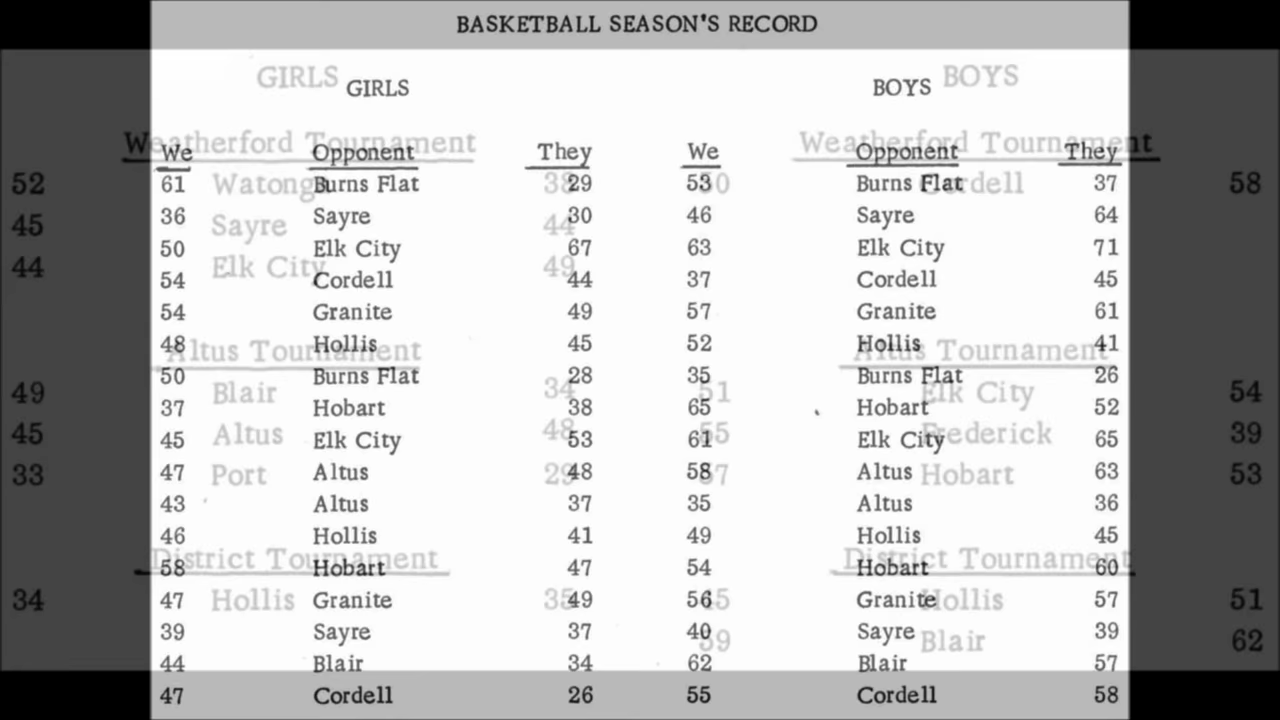 BASKETBALL SEASON'S RECORD
GIRLS BOYS
We Opponent They We Opponent They
61 Burns Flat 29 53 Burns Flat 37
36 Sayre 30 46 Sayre 64
50 Elk City 67 63 Elk City 71
54 Cordell 44 37 Cordell 45
54 Granite 49 57 Granite 61
48 Hollis 45 52 Hollis 41
50 Burns Flat 28 35 Burns Flat 26
37 Hobart 38 65 Hobart 52
45 Elk City 53 61 Elk City 65
47 Altus 48 58 Altus 63
43 Altus 37 35 Altus 36
46 Hollis 41 49 Hollis 45
58 Hobart 47 54 Hobart 60
47 Granite 49 56 Granite 57
39 Sayre 37 40 Sayre 39
44 Blair 34 62 Blair 57
47 Cordell 26 55 Cordell 58
GIRLS BOYS
Weatherford Tournament Weatherford Tournament
52 Watonga 38 Cordell 58
45 Sayre 44
44 Elk City 49
Altus Tournament Altus Tournament
49 Blair 34 51 Elk City 54
45 Altus 48 55 Frederick 39
33 Port 29 Hobart 53
District Tournament District Tournament
34 Hollis 35 Hollis 51
Blair 62